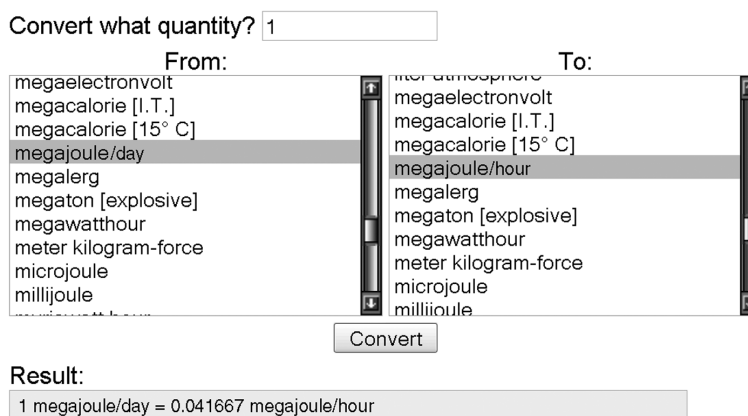 Convert what quantity? 1
From:
To:
megaelectronvolt
megacalorie [I.T.]
megacalorie [15° C]
megajoule/day
megalerg
megaton [explosive]
megawatthour
meter kilogram-force
microjoule
millijoule
megaelectronvolt
megacalorie [I.T.]
megacalorie [15° C]
megajoule/hour
megalerg
megaton [explosive]
megawatthour
meter kilogram-force
microjoule
millijoule
Convert
Result:
1 megajoule/day = 0.041667 megajoule/hour